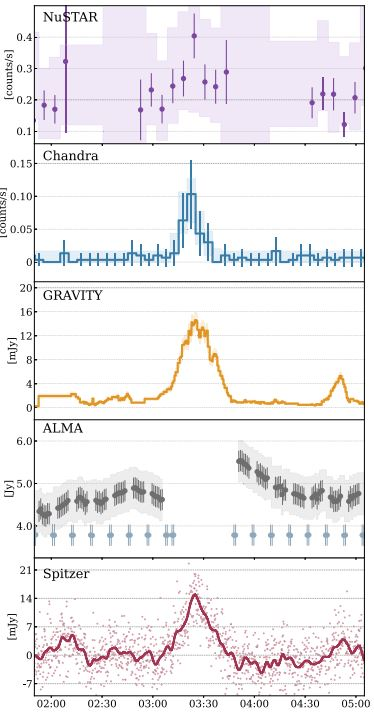 NuSTAR
[counts/s]
0.4
0.3
0.2
0.1
Chandra
[counts/s]
0.15
0.10
0.05
0
GRAVITY
[mJy]
20
16
12
8
4
0
ALMA
[Jy]
6.0
5.0
4.0
Spitzer
[mJy]
21
14
7
0
-7
02:00 02:30 03:00 03:30 04:00 04:30 05:00